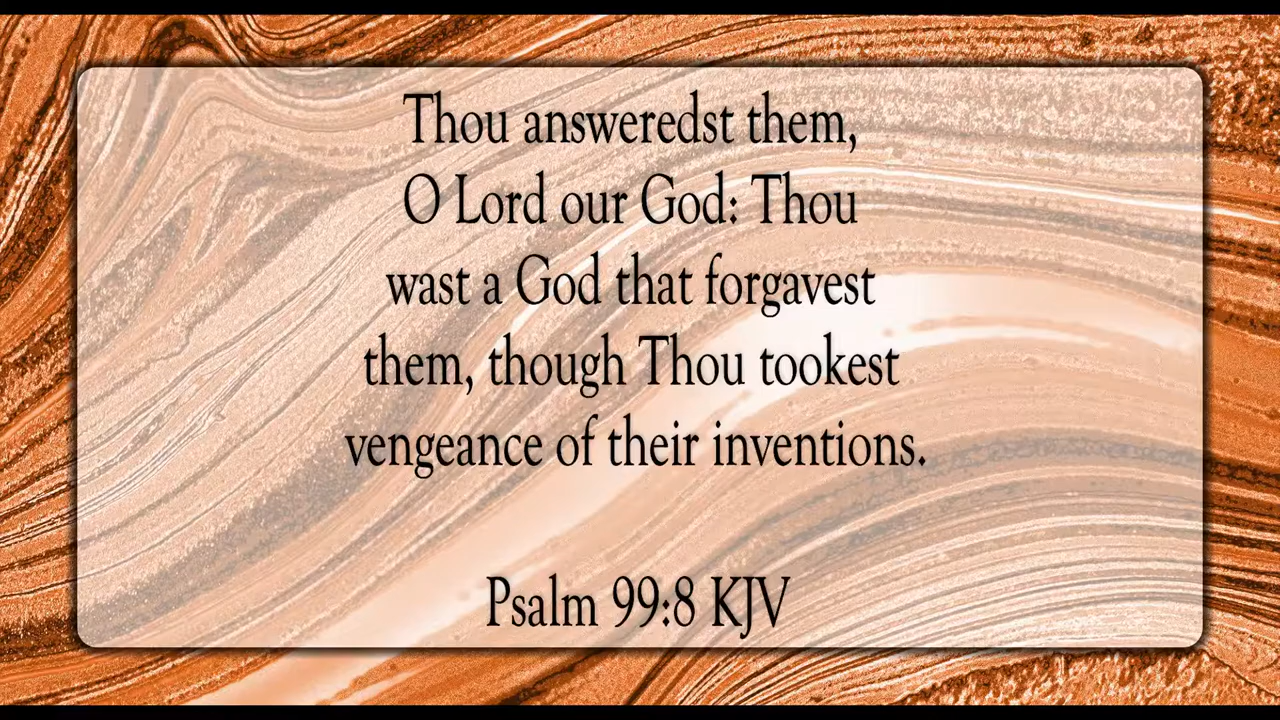 Thou answeredst them,
O Lord our God: Thou
wast a God that forgavest
them, though Thou tookest
vengeance of their inventions.
Psalm 99:8 KJV